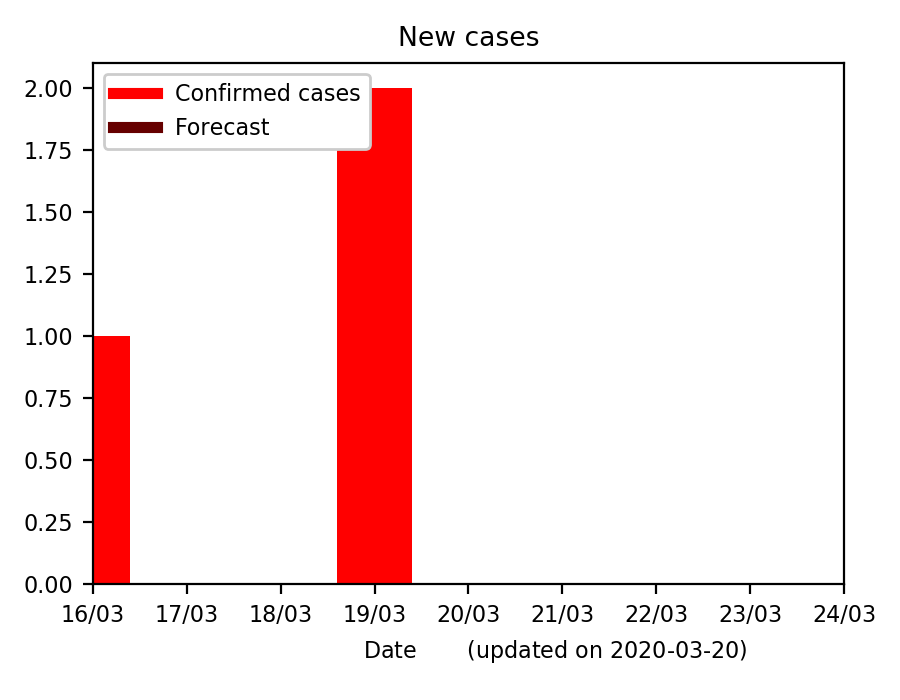 New cases
Confirmed cases
Forecast
2.00
1.75
1.50
1.25
1.00
0.75
0.50
0.25
0.00
16/03 17/03 18/03 19/03 20/03 21/03 22/03 23/03 24/03
Date (updated on 2020-03-20)